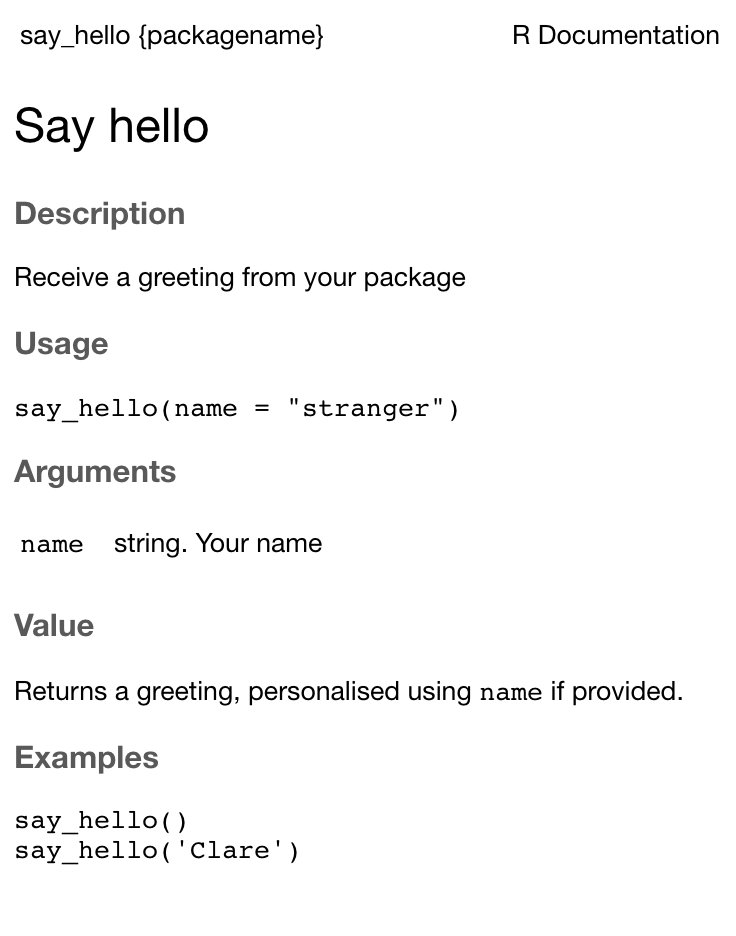 say_hello {packagename} R Documentation
Say hello
Description
Receive a greeting from your package
Usage
say_hello(name = "stranger")
Arguments
name string. Your name
Value
Returns a greeting, personalised using name if provided.
Examples
say_hello()
say_hello('Clare')